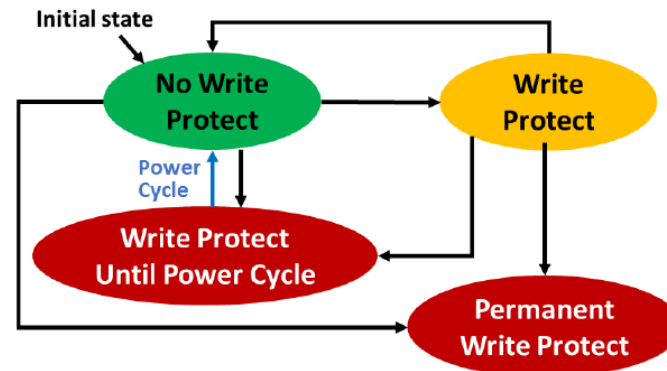 Initial state
No Write
Protect
Write
Protect
Power
Cycle
Write Protect
Until Power Cycle
Permanent
Write Protect